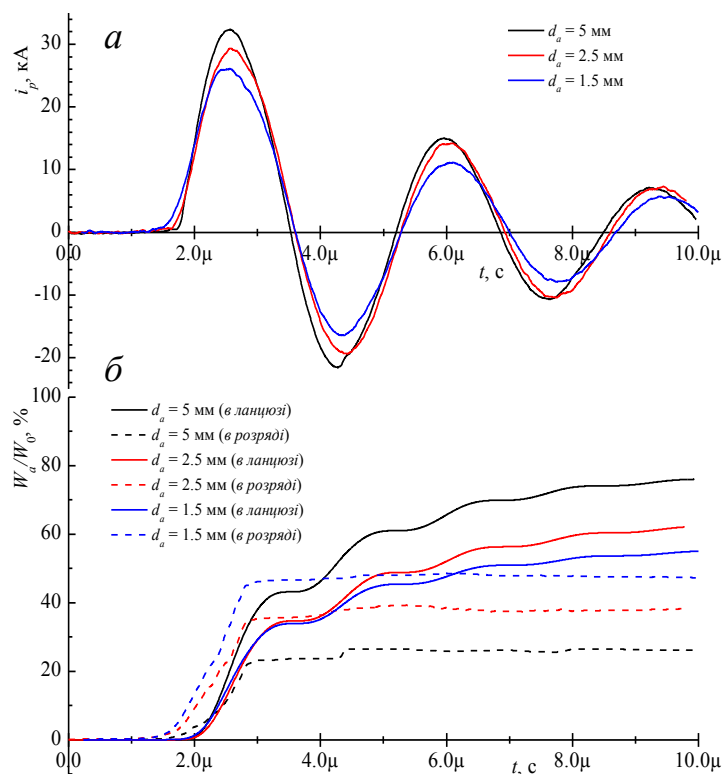 а
i_p, кА
30
20
10
0
-10
-20
d_a = 5 мм
d_a = 2.5 мм
d_a = 1.5 мм
0.0 2.0µ 4.0µ 6.0µ 8.0µ 10.0µ
t, с
б
W_a/W_0, %
100
80
60
40
20
0
d_a = 5 мм (в ланцюзі)
d_a = 5 мм (в розряді)
d_a = 2.5 мм (в ланцюзі)
d_a = 2.5 мм (в розряді)
d_a = 1.5 мм (в ланцюзі)
d_a = 1.5 мм (в розряді)
0.0 2.0µ 4.0µ 6.0µ 8.0µ 10.0µ
t, с